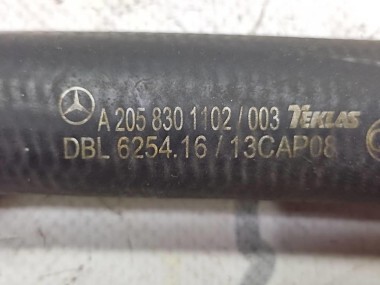 A 205 830 1102 / 003 TEKLAS
DBL 6254.16 / 13CAP08